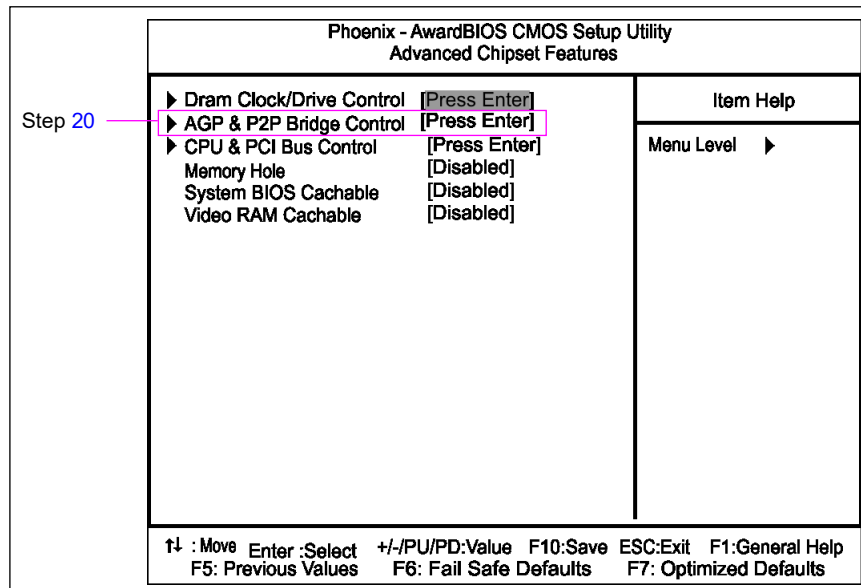 Phoenix - AwardBIOS CMOS Setup Utility
Advanced Chipset Features
Step 20
Dram Clock/Drive Control [Press Enter]
AGP & P2P Bridge Control [Press Enter]
CPU & PCI Bus Control [Press Enter]
Memory Hole [Disabled]
System BIOS Cachable [Disabled]
Video RAM Cachable [Disabled]
Item Help
Menu Level
↑↓ : Move Enter :Select +/-/PU/PD:Value F10:Save ESC:Exit F1:General Help
F5: Previous Values F6: Fail Safe Defaults F7: Optimized Defaults